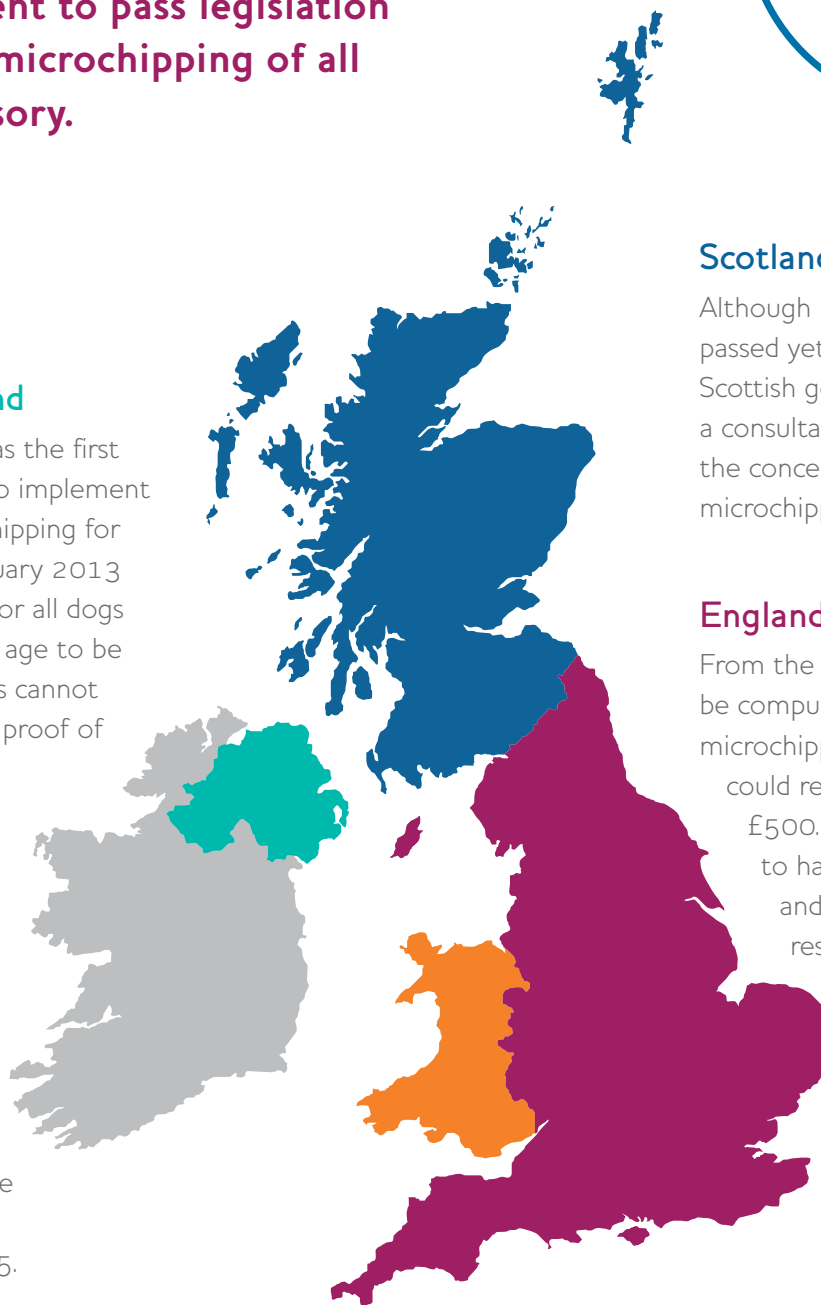 ent to pass legislation
microchipping of all
sory.
nd
as the first
o implement
ipping for
uary 2013
or all dogs
age to be
s cannot
proof of
e
5.
Scotland
Although
passed yet
Scottish g
a consulta
the conce
microchipp
England
From the
be compu
microchipp
could re
£500.
to ha
and
res